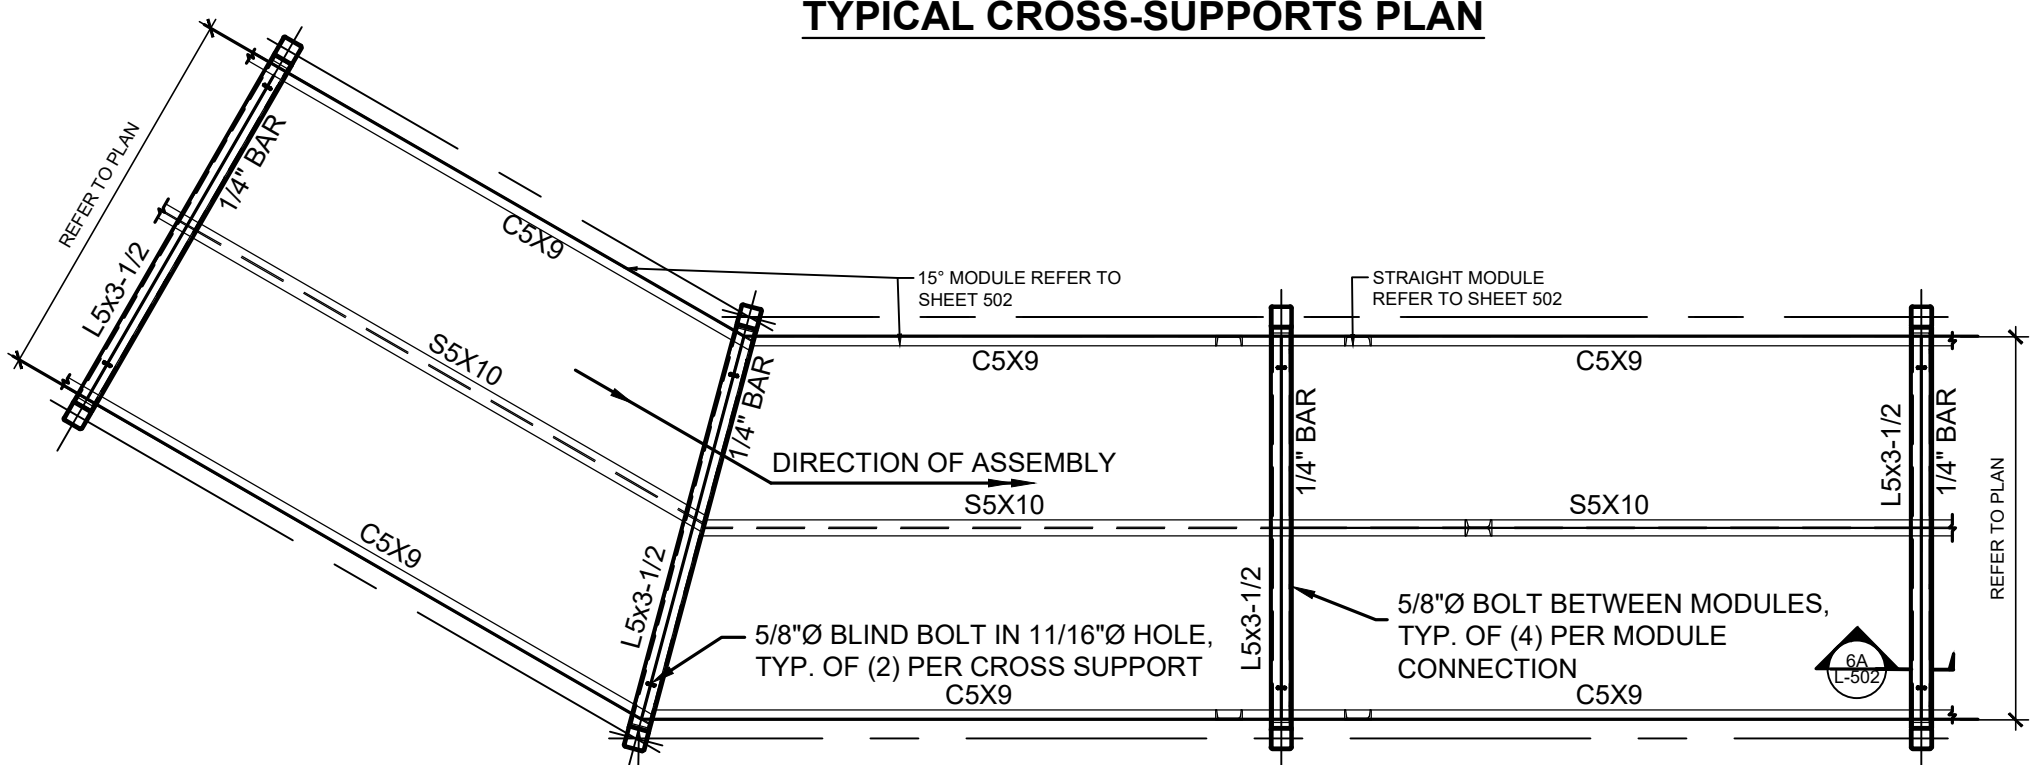 TYPICAL CROSS-SUPPORTS PLAN
REFER TO PLAN
1/4" BAR
L5x3-1/2
C5X9
S5X10
C5X9
15° MODULE REFER TO
SHEET 502
STRAIGHT MODULE
REFER TO SHEET 502
C5X9
C5X9
1/4" BAR
1/4" BAR
L5x3-1/2
1/4" BAR
DIRECTION OF ASSEMBLY
S5X10
S5X10
REFER TO PLAN
L5x3-1/2
L5x3-1/2
5/8"Ø BLIND BOLT IN 11/16"Ø HOLE,
TYP. OF (2) PER CROSS SUPPORT
5/8"Ø BOLT BETWEEN MODULES,
TYP. OF (4) PER MODULE
CONNECTION
6A
L-502
C5X9
C5X9